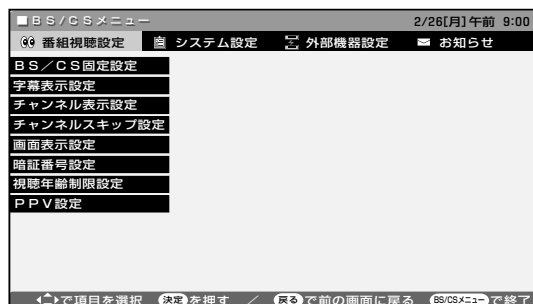 ■BS/CSメニュー 2/26[月]午前 9:00
番組視聴設定 システム設定 外部機器設定 お知らせ
BS/CS固定設定
字幕表示設定
チャンネル表示設定
チャンネルスキップ設定
画面表示設定
暗証番号設定
視聴年齢制限設定
PPV設定
で項目を選択 決定を押す / 戻るで前の画面に戻る BS/CSメニューで終了